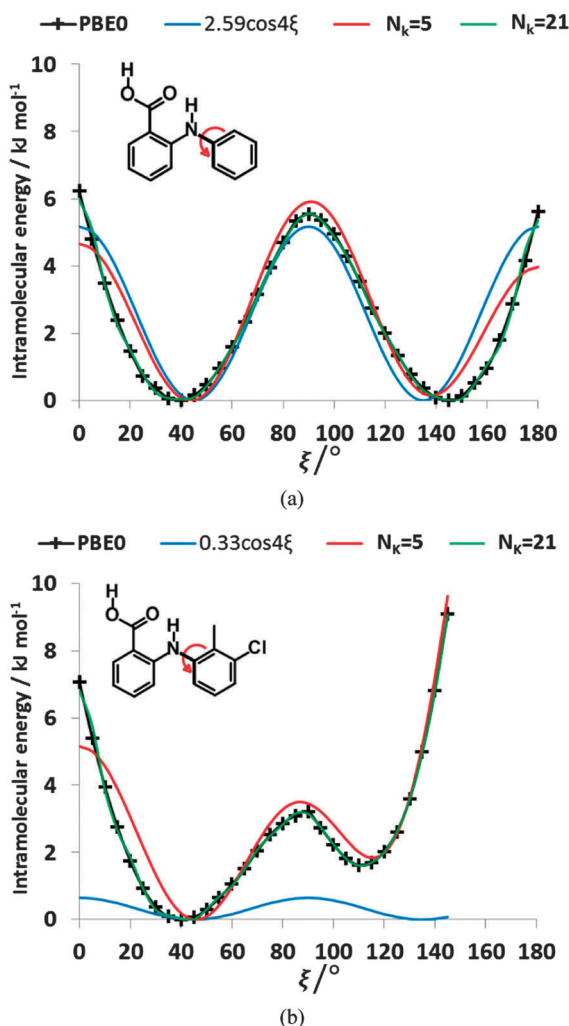 PBE0 2.59cos4ξ N_k=5 N_k=21
Intramolecular energy / kJ mol⁻¹
10
8
6
4
2
0
H
O
O
H
N
0 20 40 60 80 100 120 140 160 180
ξ/°
(a)
PBE0 0.33cos4ξ N_K=5 N_K=21
Intramolecular energy / kJ mol⁻¹
10
8
6
4
2
0
H
O
O
H
N
Cl
0 20 40 60 80 100 120 140 160 180
ξ/°
(b)